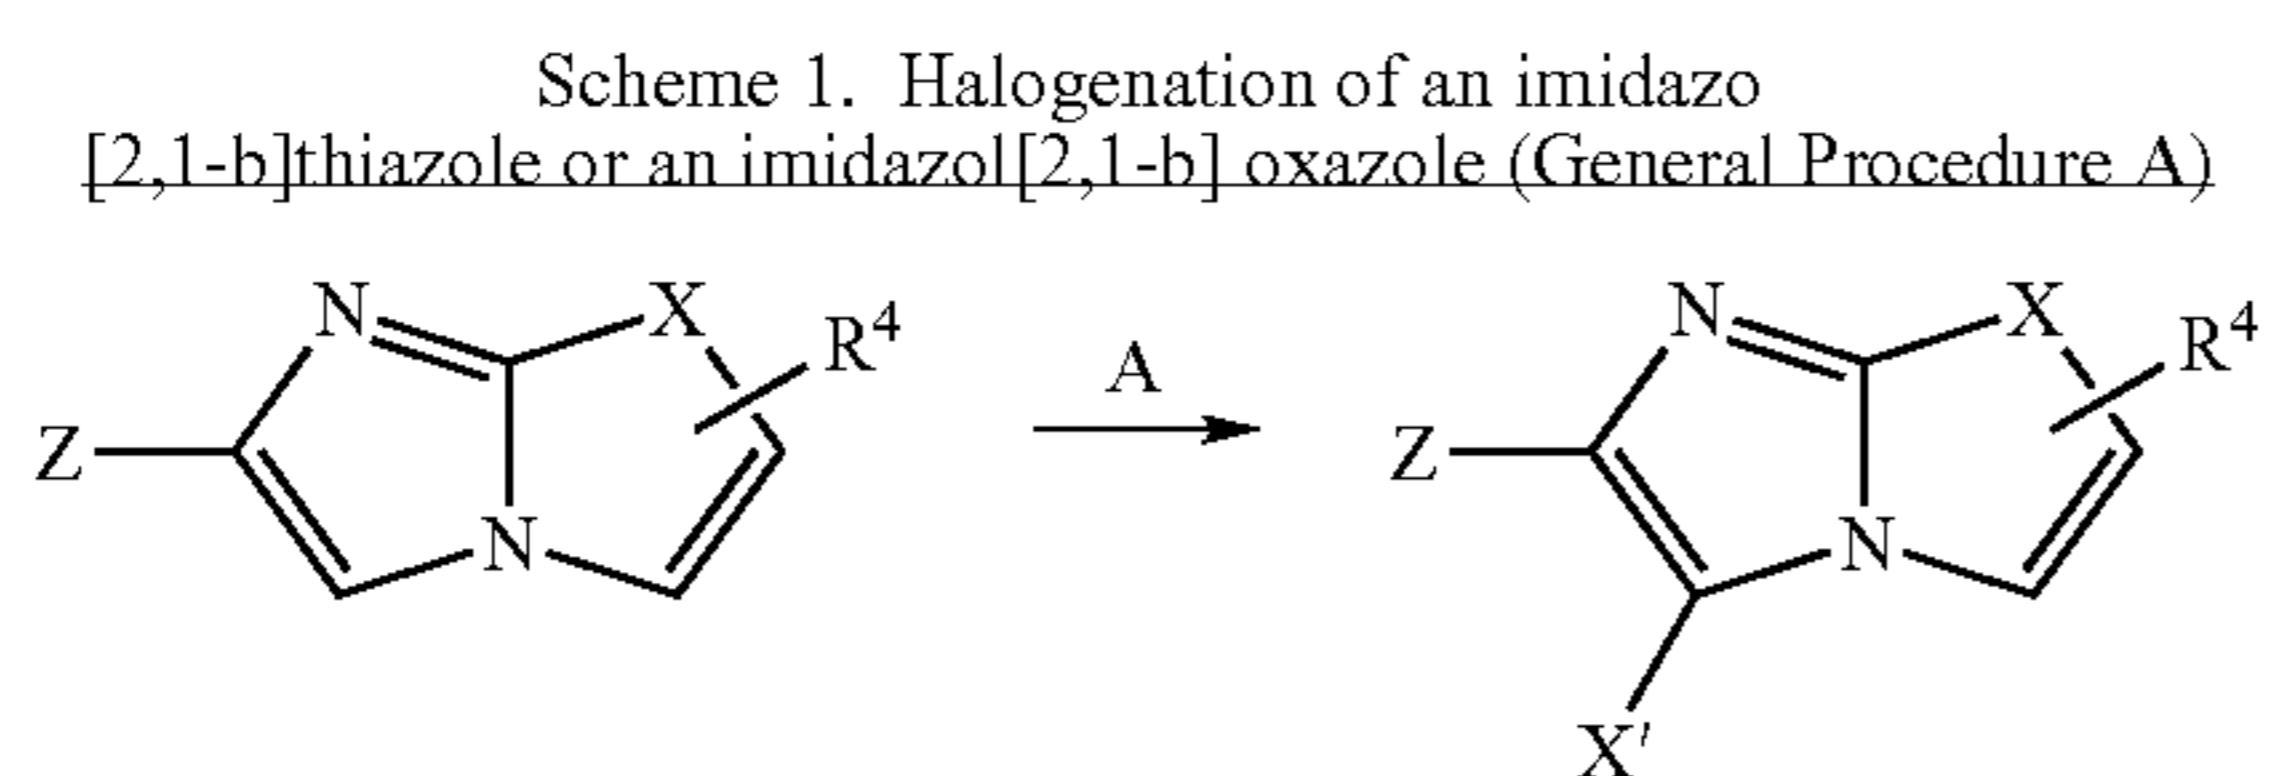 Scheme 1. Halogenation of an imidazo
[2,1-b]thiazole or an imidazol[2,1-b] oxazole (General Procedure A)
N X R⁴ N X R⁴
A
Z Z
N N
X'